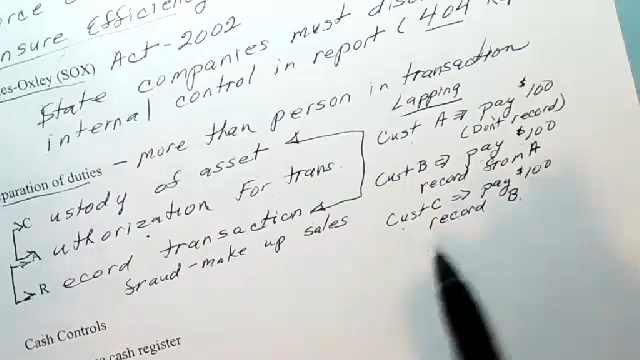 nsure Efficiency
es-Oxley (SOX) Act-2002
State companies must
internal control in report (404
eparation of duties - more than person in transaction
C ustody of asset
A uthorization for trans.
R ecord transaction
fraud - make up sales
Lapping
Cust A => pay $100
(Don't record)
Cust B => pay $100
record from A
Cust C => pay $100
record B.
Cash Controls
cash register